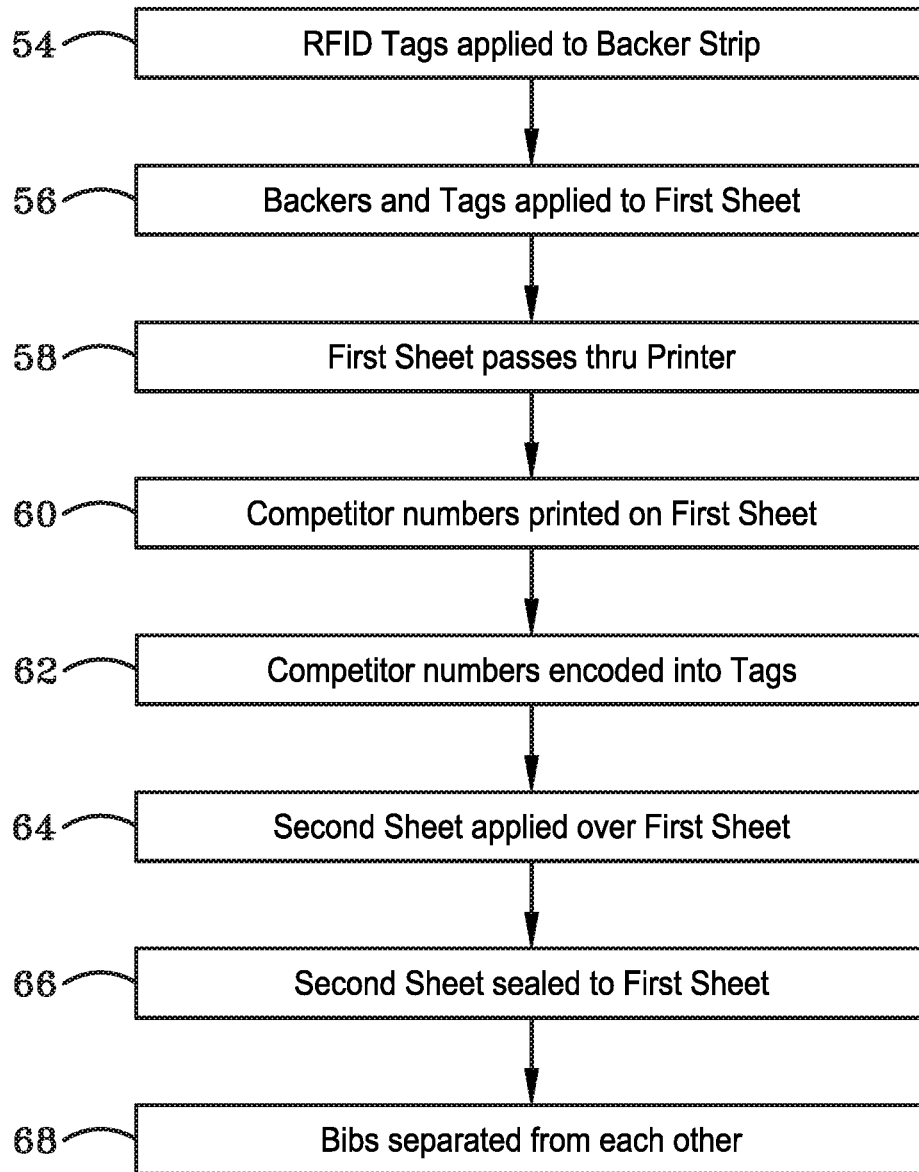 54 RFID Tags applied to Backer Strip
56 Backers and Tags applied to First Sheet
58 First Sheet passes thru Printer
60 Competitor numbers printed on First Sheet
62 Competitor numbers encoded into Tags
64 Second Sheet applied over First Sheet
66 Second Sheet sealed to First Sheet
68 Bibs separated from each other